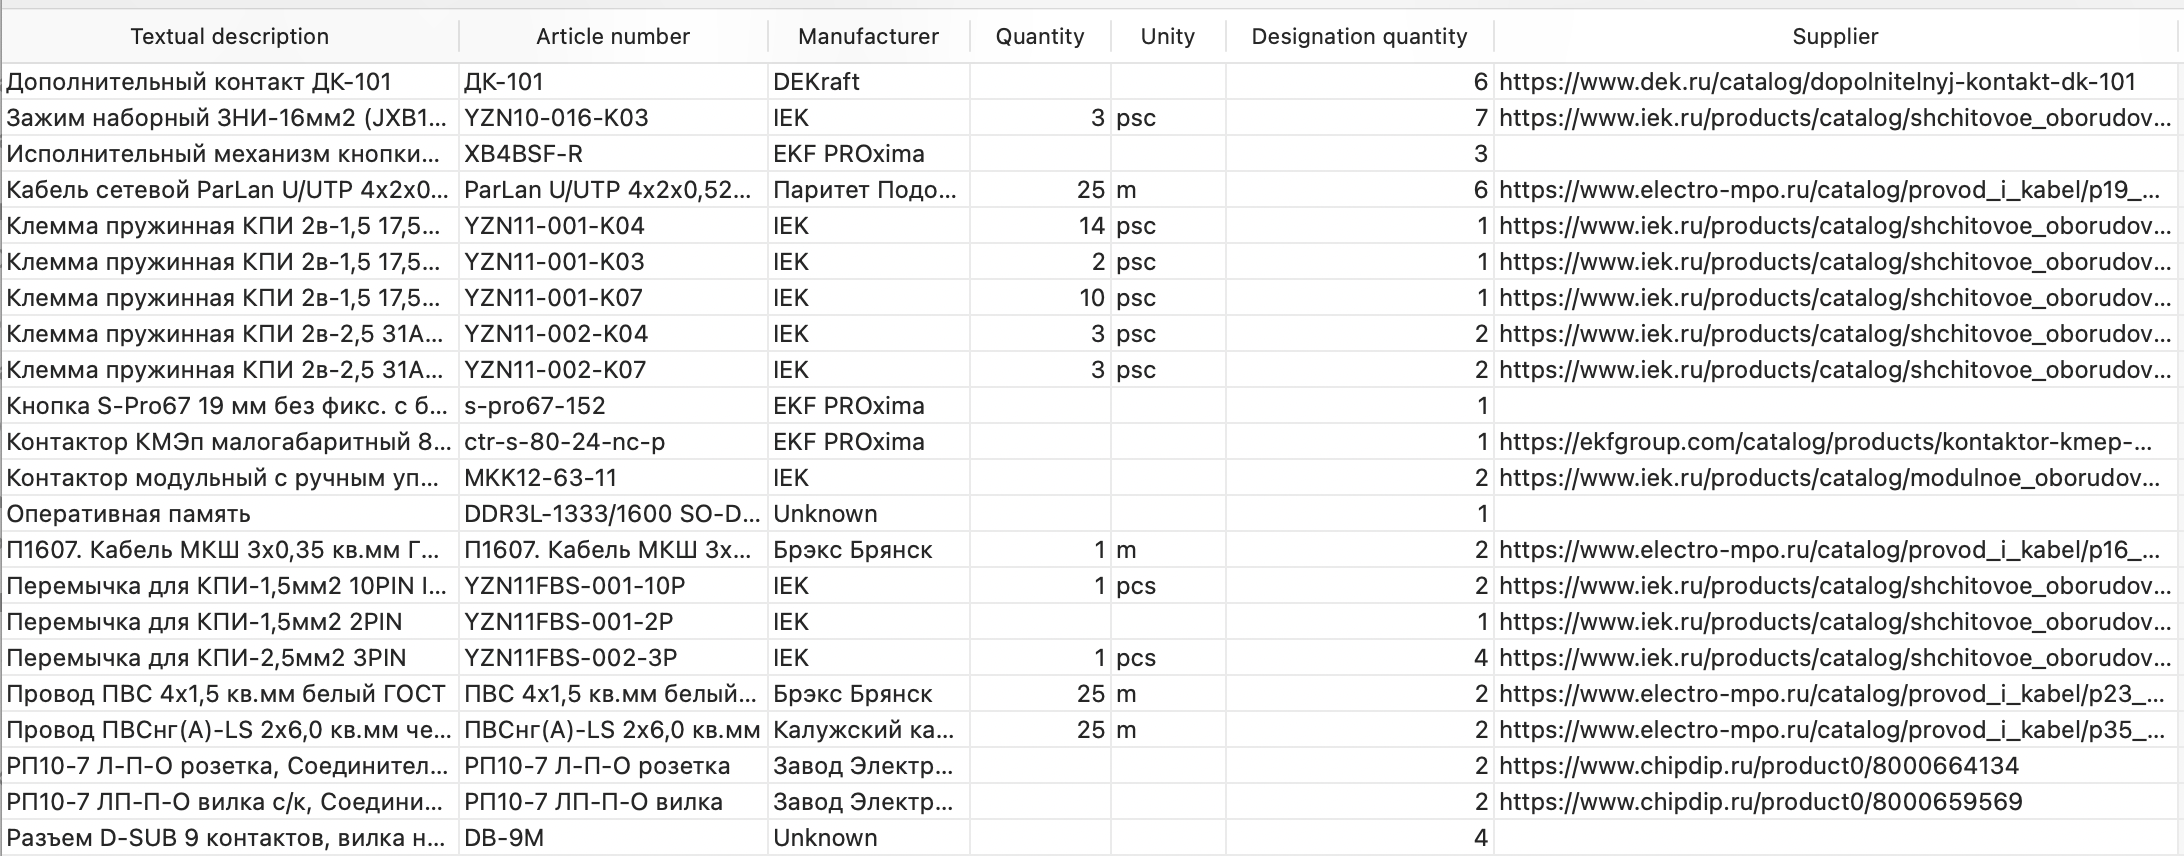 Textual description Article number Manufacturer Quantity Unity Designation quantity Supplier
Дополнительный контакт ДК-101 ДК-101 DEKraft 6 https://www.dek.ru/catalog/dopolnitelnyj-kontakt-dk-101
Зажим наборный ЗНИ-16мм2 (JXB1... YZN10-016-K03 IEK 3 psc 7 https://www.iek.ru/products/catalog/shchitovoe_oborudov...
Исполнительный механизм кнопки... XB4BSF-R EKF PROxima 3
Кабель сетевой ParLan U/UTP 4х2х0... ParLan U/UTP 4х2х0,52... Паритет Подо... 25 m 6 https://www.electro-mpo.ru/catalog/provod_i_kabel/p19_...
Клемма пружинная КПИ 2в-1,5 17,5... YZN11-001-K04 IEK 14 psc 1 https://www.iek.ru/products/catalog/shchitovoe_oborudov...
Клемма пружинная КПИ 2в-1,5 17,5... YZN11-001-K03 IEK 2 psc 1 https://www.iek.ru/products/catalog/shchitovoe_oborudov...
Клемма пружинная КПИ 2в-1,5 17,5... YZN11-001-K07 IEK 10 psc 1 https://www.iek.ru/products/catalog/shchitovoe_oborudov...
Клемма пружинная КПИ 2в-2,5 31А... YZN11-002-K04 IEK 3 psc 2 https://www.iek.ru/products/catalog/shchitovoe_oborudov...
Клемма пружинная КПИ 2в-2,5 31А... YZN11-002-K07 IEK 3 psc 2 https://www.iek.ru/products/catalog/shchitovoe_oborudov...
Кнопка S-Pro67 19 мм без фикс. с б... s-pro67-152 EKF PROxima 1
Контактор КМЭп малогабаритный 8... ctr-s-80-24-nc-p EKF PROxima 1 https://ekfgroup.com/catalog/products/kontaktor-kmep-...
Контактор модульный с ручным уп... MKK12-63-11 IEK 2 https://www.iek.ru/products/catalog/modulnoe_oborudov...
Оперативная память DDR3L-1333/1600 SO-D... Unknown 1
П1607. Кабель МКШ 3х0,35 кв.мм Г... П1607. Кабель МКШ 3х... Брэкс Брянск 1 m 2 https://www.electro-mpo.ru/catalog/provod_i_kabel/p16_...
Перемычка для КПИ-1,5мм2 10PIN I... YZN11FBS-001-10P IEK 1 pcs 2 https://www.iek.ru/products/catalog/shchitovoe_oborudov...
Перемычка для КПИ-1,5мм2 2PIN YZN11FBS-001-2P IEK 1 https://www.iek.ru/products/catalog/shchitovoe_oborudov...
Перемычка для КПИ-2,5мм2 3PIN YZN11FBS-002-3P IEK 1 pcs 4 https://www.iek.ru/products/catalog/shchitovoe_oborudov...
Провод ПВС 4х1,5 кв.мм белый ГОСТ ПВС 4х1,5 кв.мм белый... Брэкс Брянск 25 m 2 https://www.electro-mpo.ru/catalog/provod_i_kabel/p23_...
Провод ПВСнг(А)-LS 2х6,0 кв.мм че... ПВСнг(А)-LS 2х6,0 кв.мм Калужский ка... 25 m 2 https://www.electro-mpo.ru/catalog/provod_i_kabel/p35_...
РП10-7 Л-П-О розетка, Соединител... РП10-7 Л-П-О розетка Завод Электр... 2 https://www.chipdip.ru/product0/8000664134
РП10-7 ЛП-П-О вилка с/к, Соедини... РП10-7 ЛП-П-О вилка Завод Электр... 2 https://www.chipdip.ru/product0/8000659569
Разъем D-SUB 9 контактов, вилка н... DB-9M Unknown 4